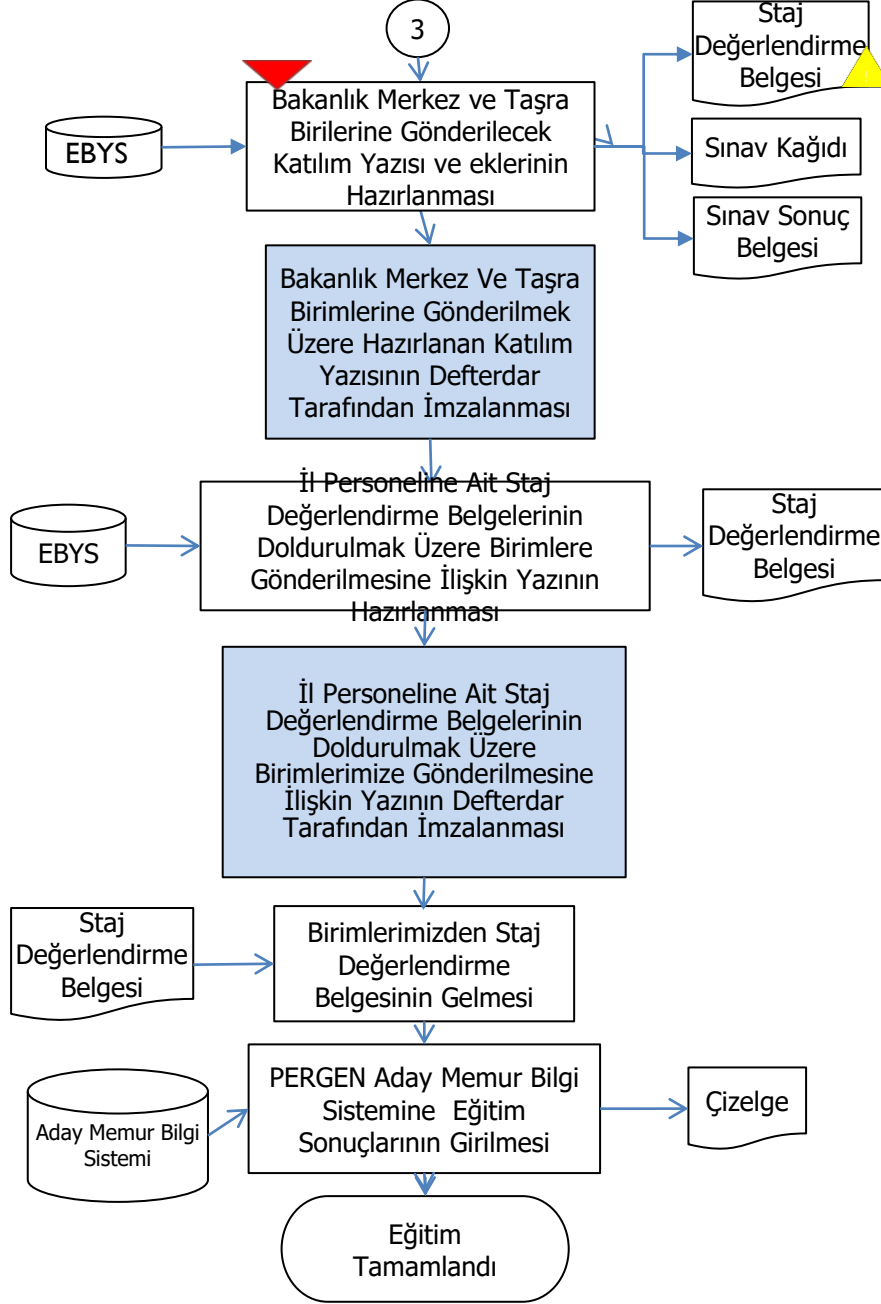 3
Staj
Değerlendirme
Belgesi
EBYS
Bakanlık Merkez ve Taşra
Birilerine Gönderilecek
Katılım Yazısı ve eklerinin
Hazırlanması
Sınav Kağıdı
Sınav Sonuç
Belgesi
Bakanlık Merkez Ve Taşra
Birimlerine Gönderilmek
Üzere Hazırlanan Katılım
Yazısının Defterdar
Tarafından İmzalanması
EBYS
İl Personeline Ait Staj
Değerlendirme Belgelerinin
Doldurulmak Üzere Birimlere
Gönderilmesine İlişkin Yazının
Hazırlanması
Staj
Değerlendirme
Belgesi
İl Personeline Ait Staj
Değerlendirme Belgelerinin
Doldurulmak Üzere
Birimlerimize Gönderilmesine
İlişkin Yazının Defterdar
Tarafından İmzalanması
Staj
Değerlendirme
Belgesi
Birimlerimizden Staj
Değerlendirme
Belgesinin Gelmesi
Aday Memur Bilgi
Sistemi
PERGEN Aday Memur Bilgi
Sistemine Eğitim
Sonuçlarının Girilmesi
Çizelge
Eğitim
Tamamlandı